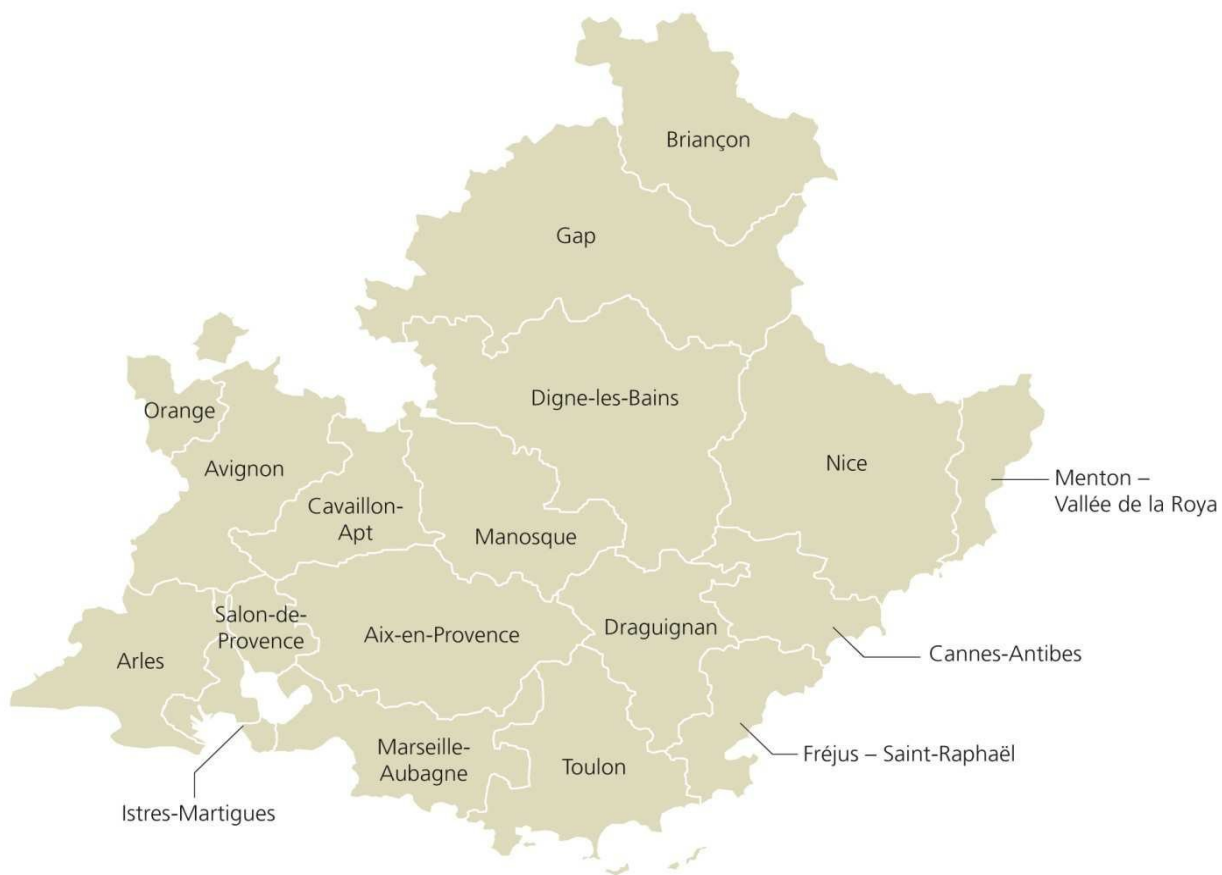 Briançon
Gap
Digne-les-Bains
Orange
Avignon
Nice
Menton –
Vallée de la Roya
Cavaillon-
Apt
Manosque
Salon-de-
Provence
Aix-en-Provence
Draguignan
Arles
Cannes-Antibes
Marseille-
Aubagne
Toulon
Fréjus – Saint-Raphaël
Istres-Martigues